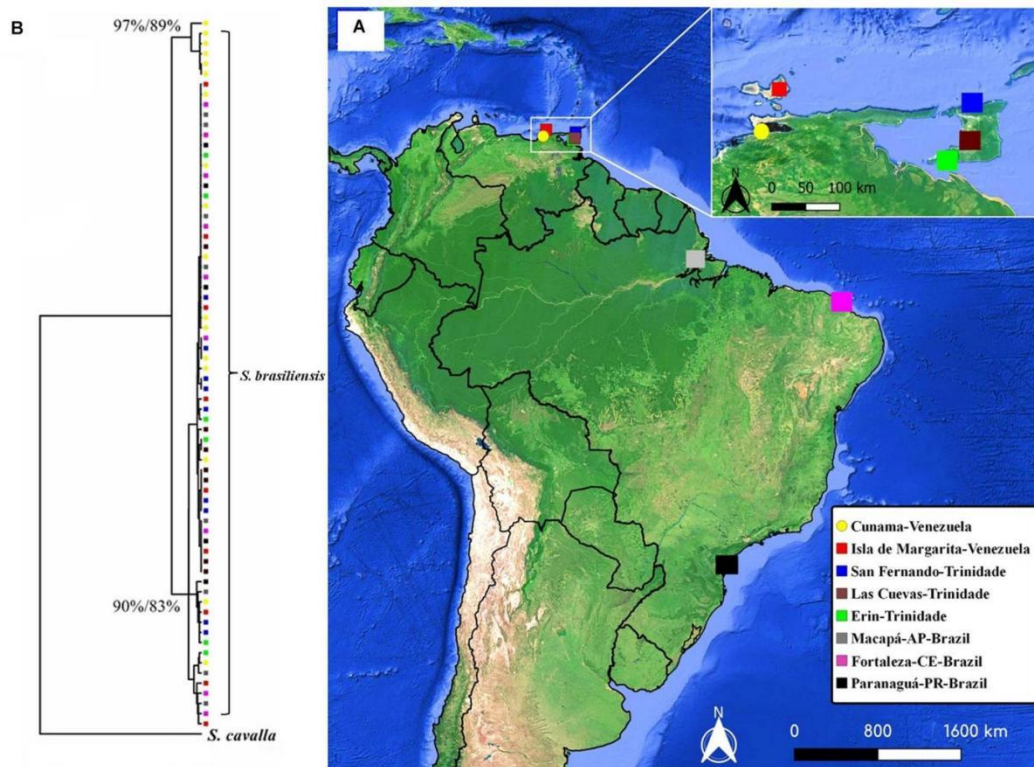 B
97%/89%
S. brasiliensis
90%/83%
S. cavalla
A
N
0 50 100 km
Cunama-Venezuela
Isla de Margarita-Venezuela
San Fernando-Trinidade
Las Cuevas-Trinidade
Erin-Trinidade
Macapá-AP-Brazil
Fortaleza-CE-Brazil
Paranaguá-PR-Brazil
N
0 800 1600 km